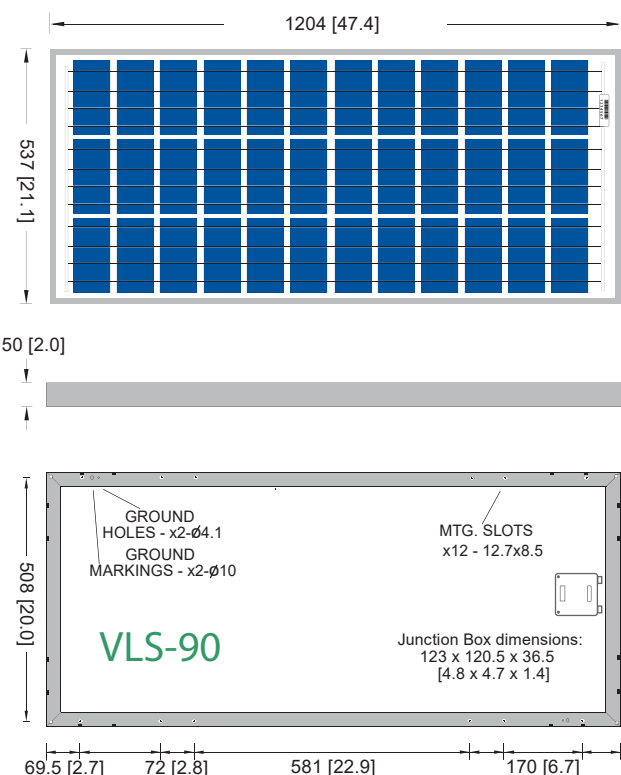 1204 [47.4]
537 [21.1]
50 [2.0]
GROUND
HOLES - x2-Ø4.1
GROUND
MARKINGS - x2-Ø10
MTG. SLOTS
x12 - 12.7x8.5
508 [20.0]
VLS-90
Junction Box dimensions:
123 x 120.5 x 36.5
[4.8 x 4.7 x 1.4]
69.5 [2.7]
72 [2.8]
581 [22.9]
170 [6.7]